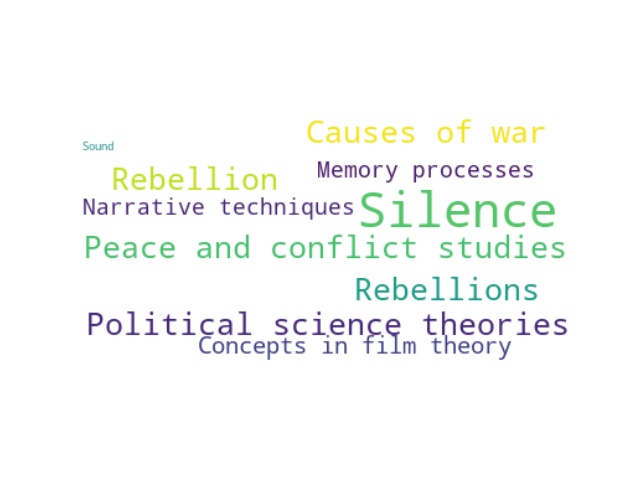 Causes of war
Sound
Memory processes
Rebellion
Narrative techniques
Silence
Peace and conflict studies
Rebellions
Political science theories
Concepts in film theory